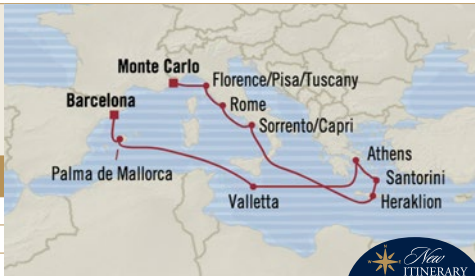 Monte Carlo
Florence/Pisa/Tuscany
Barcelona
Rome
Sorrento/Capri
Athens
Palma de Mallorca
Santorini
Valletta
Heraklion
New
ITINERARY